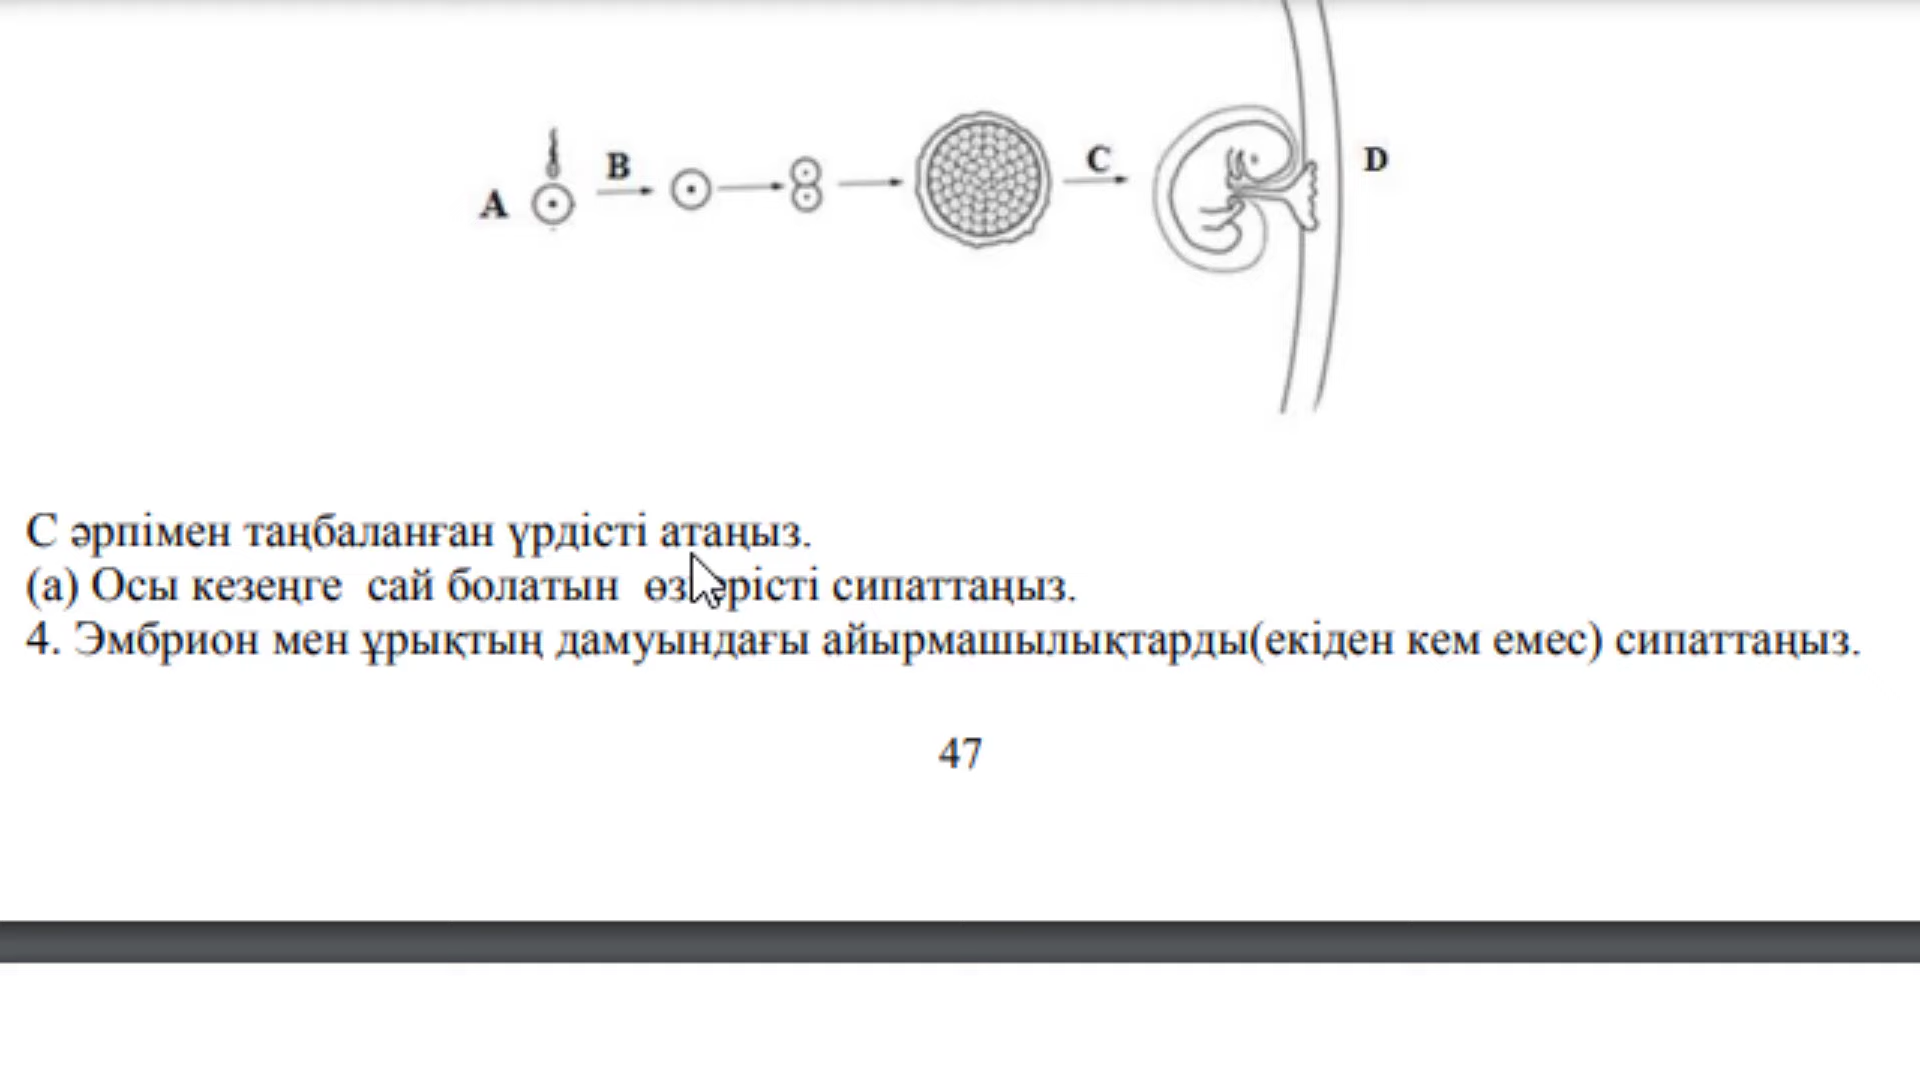 B
C
D
A
С әрпімен таңбаланған үрдісті атаңыз.
(а) Осы кезеңге сай болатын өзгерісті сипаттаңыз.
4. Эмбрион мен ұрықтың дамуындағы айырмашылықтарды(екіден кем емес) сипаттаңыз.
47